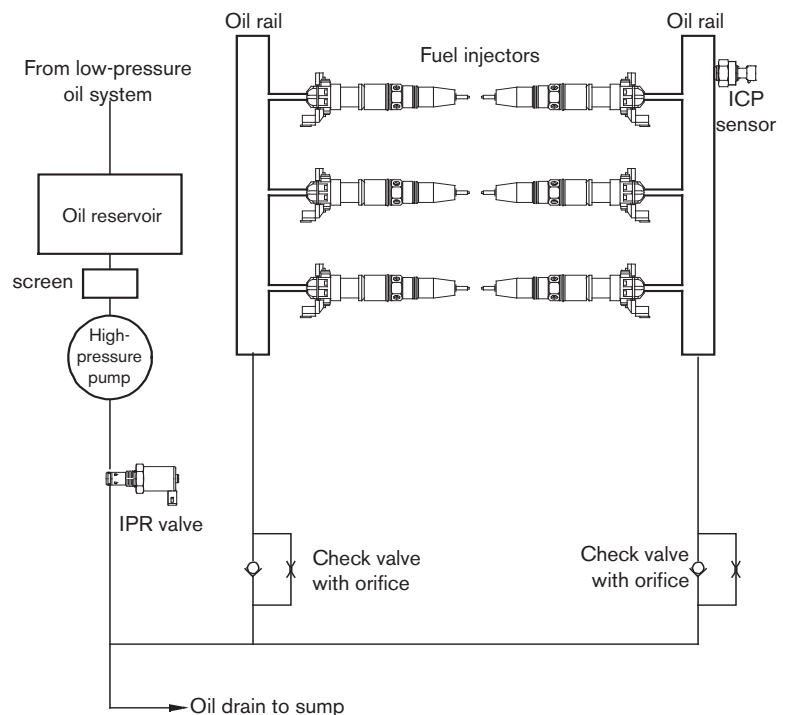 Oil rail
Oil rail
Fuel injectors
From low-pressure
oil system
ICP
sensor
Oil reservoir
screen
High-
pressure
pump
IPR valve
Check valve
with orifice
Check valve
with orifice
Oil drain to sump